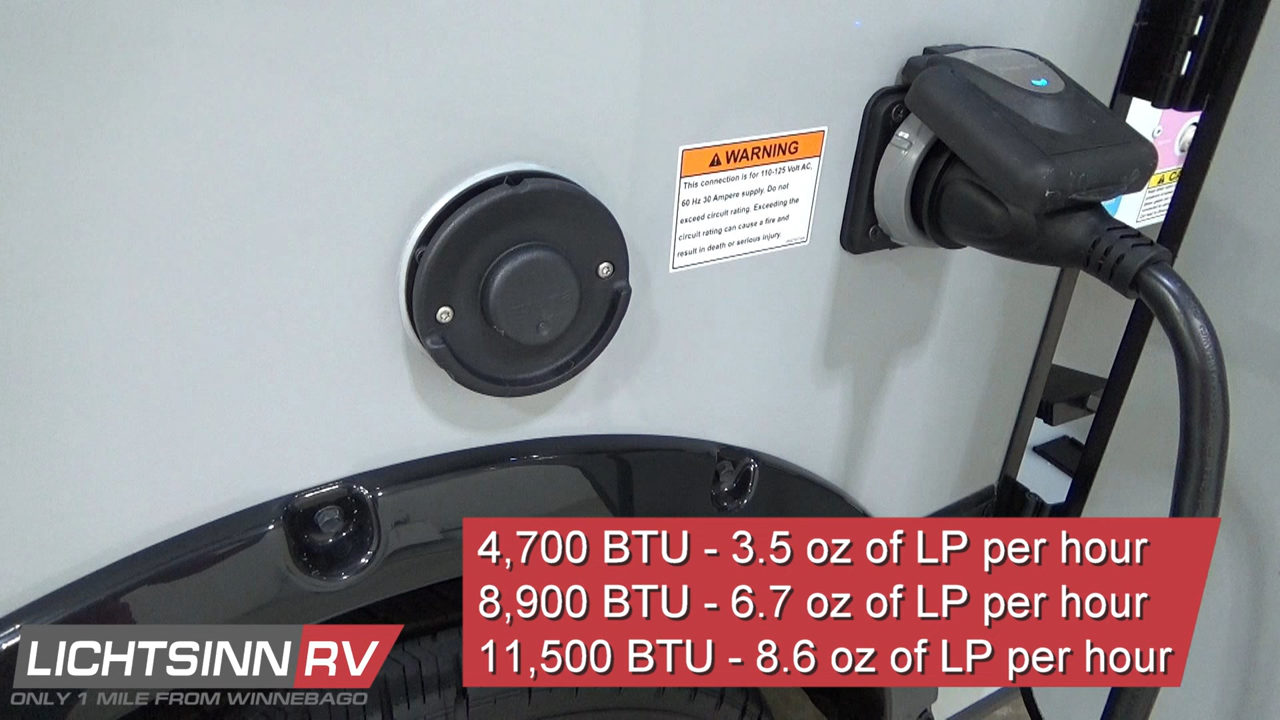 WARNING
This connection is for 110-125 Volt AC,
60 Hz 30 Ampere supply. Do not
exceed circuit rating. Exceeding the
circuit rating can cause a fire and
result in death or serious injury.
4,700 BTU - 3.5 oz of LP per hour
8,900 BTU - 6.7 oz of LP per hour
11,500 BTU - 8.6 oz of LP per hour
LICHTSINN RV
ONLY 1 MILE FROM WINNEBAGO